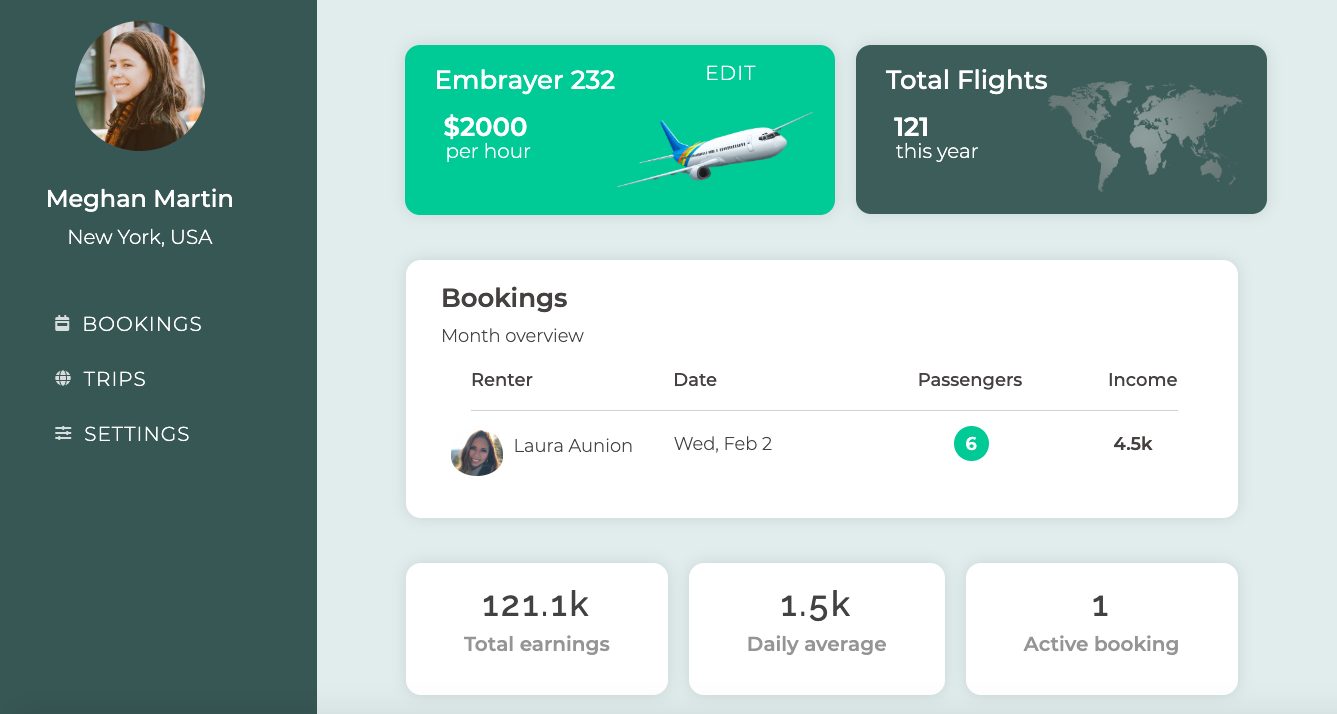 Meghan Martin
New York, USA
BOOKINGS
TRIPS
SETTINGS
Embrayer 232
EDIT
$2000
per hour
Total Flights
121
this year
Bookings
Month overview
Renter Date Passengers Income
Laura Aunion Wed, Feb 2 6 4.5k
121.1k
Total earnings
1.5k
Daily average
1
Active booking